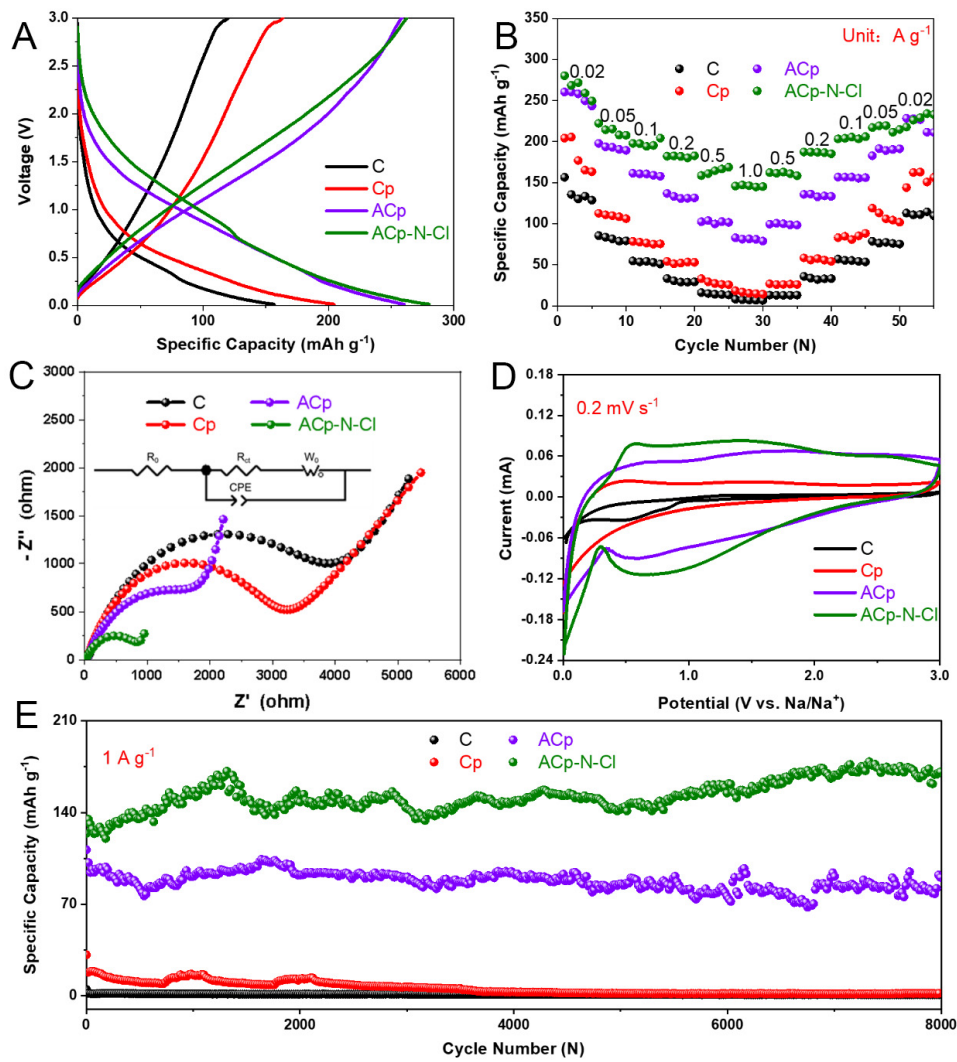 A
Voltage (V)
3.0
2.5
2.0
1.5
1.0
0.5
0.0
C
Cp
ACp
ACp-N-Cl
0 100 200 300
Specific Capacity (mAh g⁻¹)
B
Unit: A g⁻¹
Specific Capacity (mAh g⁻¹)
350
300
250
200
150
100
50
0
C ACp
Cp ACp-N-Cl
0.02 0.05 0.1 0.2 0.5 1.0 0.5 0.2 0.1 0.05 0.02
0 10 20 30 40 50
Cycle Number (N)
C
-Z'' (ohm)
3000
2500
2000
1500
1000
500
0
C ACp
Cp ACp-N-Cl
R₀ Rct W₀
CPE
0 1000 2000 3000 4000 5000 6000
Z' (ohm)
D
0.2 mV s⁻¹
Current (mA)
0.18
0.12
0.06
0.00
-0.06
-0.12
-0.18
-0.24
C
Cp
ACp
ACp-N-Cl
0.0 1.0 2.0 3.0
Potential (V vs. Na/Na⁺)
E
1 A g⁻¹
Specific Capacity (mAh g⁻¹)
210
140
70
0
C ACp
Cp ACp-N-Cl
0 2000 4000 6000 8000
Cycle Number (N)